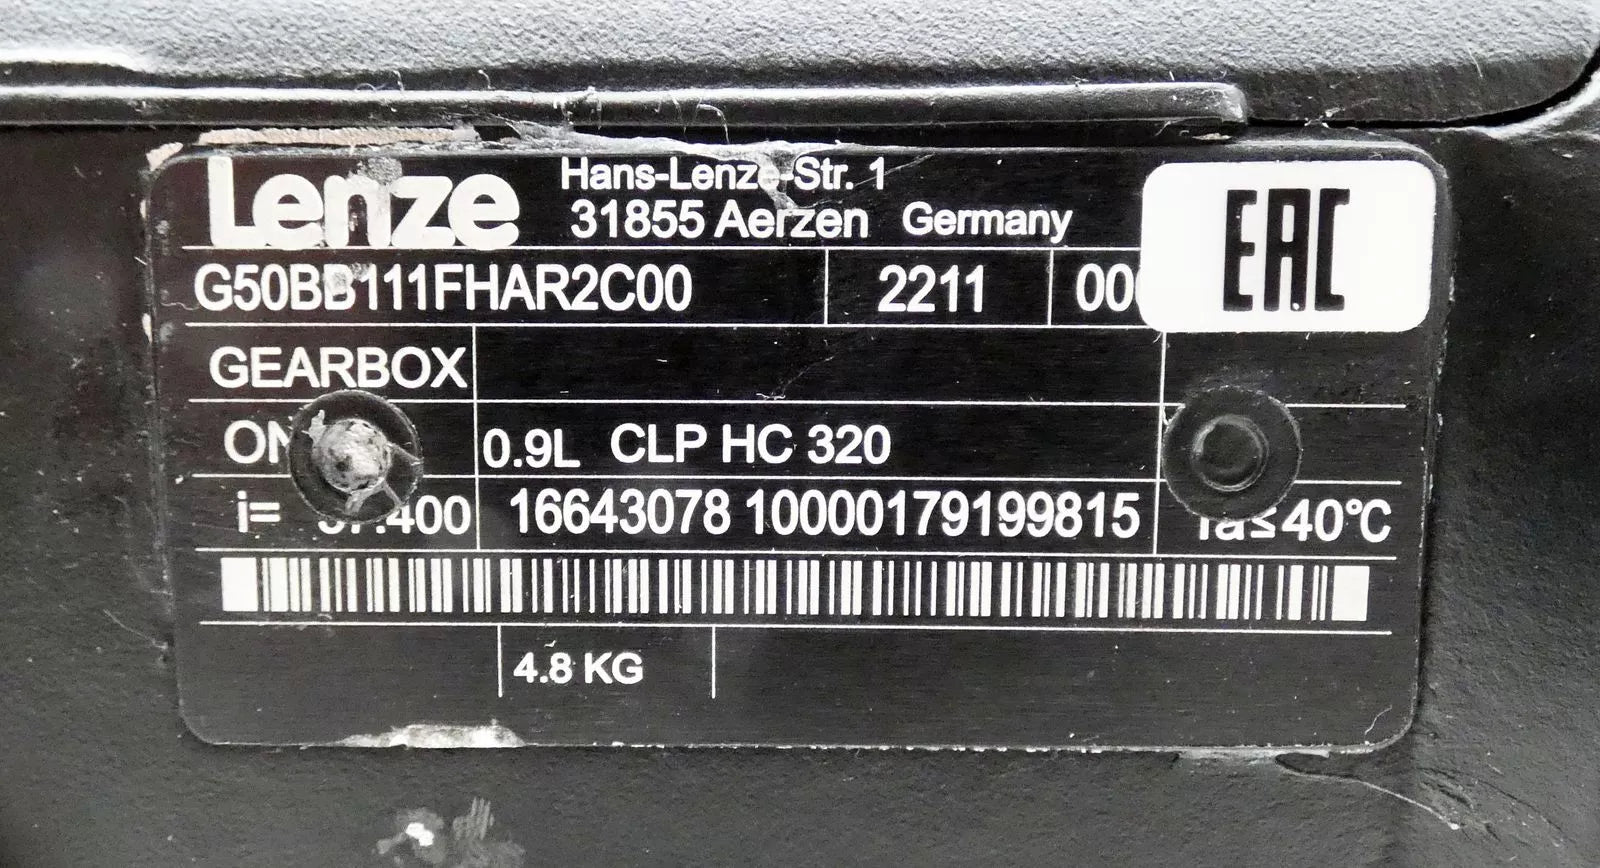 Lenze
Hans-Lenze-Str. 1
31855 Aerzen Germany
EAC
G50BB111FHAR2C00 2211
GEARBOX
0.9L CLP HC 320
i= 16643078 10000179199815 ≤40°C
4.8 KG